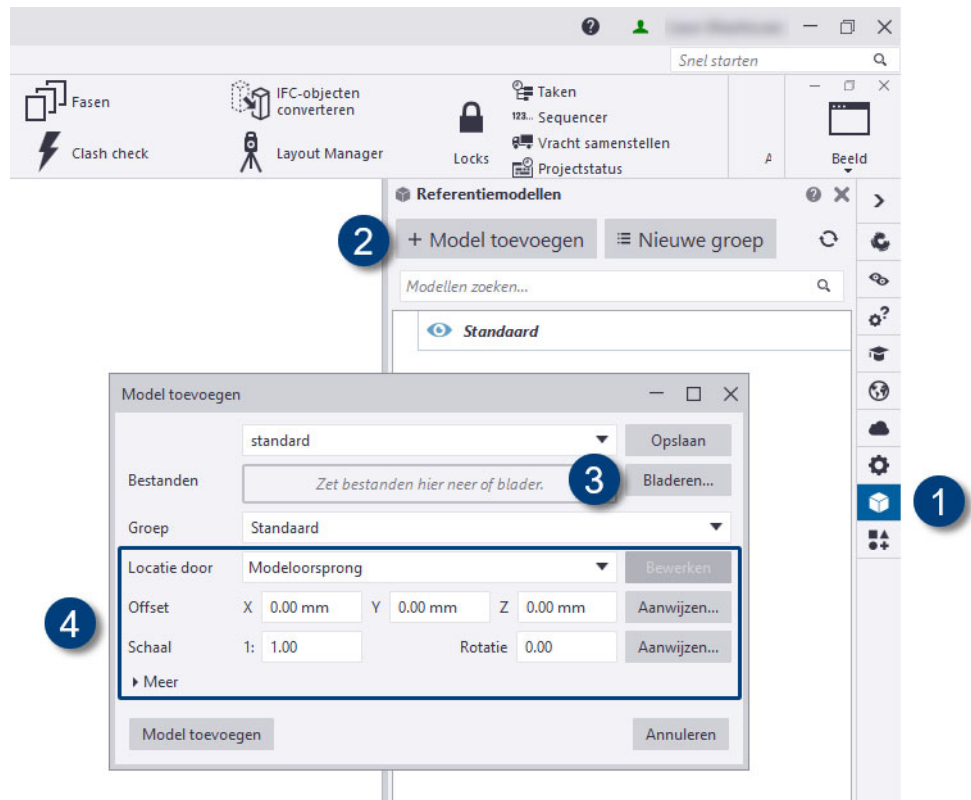 Snel starten
Fasen
Clash check
IFC-objecten
converteren
Layout Manager
Locks
Taken
123... Sequencer
Vracht samenstellen
Projectstatus
Beeld
Referentiemodellen
2
+ Model toevoegen
Nieuwe groep
Modellen zoeken...
Standaard
1
Model toevoegen
standard
Opslaan
Bestanden
Zet bestanden hier neer of blader.
3
Bladeren...
Groep
Standaard
4
Locatie door
Modeloorsprong
Bewerken
Offset X 0.00 mm Y 0.00 mm Z 0.00 mm Aanwijzen...
Schaal 1: 1.00 Rotatie 0.00 Aanwijzen...
Meer
Model toevoegen
Annuleren